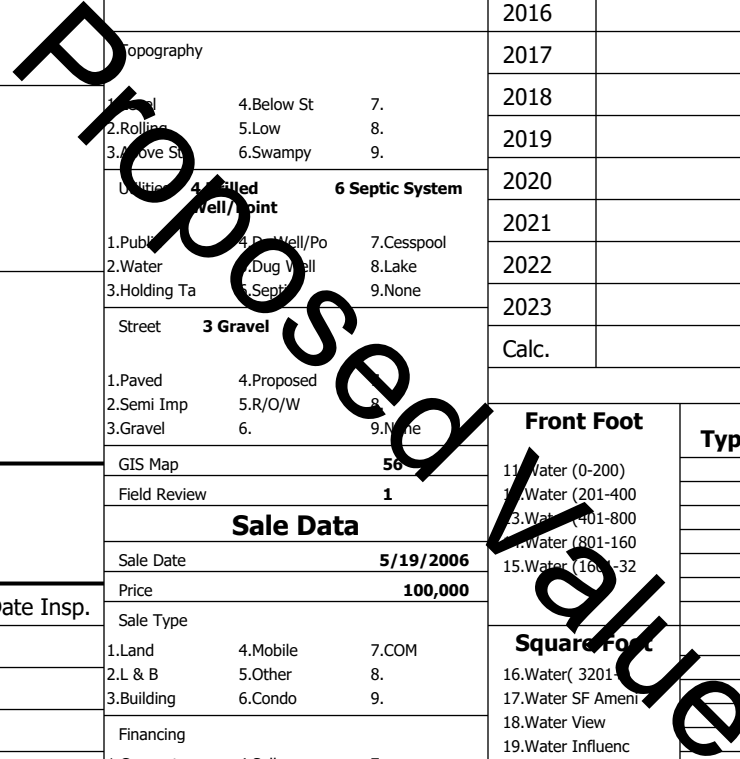 Proposed Value
Topography
4.Below St 7.
2.Rolling 5.Low 8.
3.Above St 6.Swampy 9.
Utilities 4 Drilled Well/Point 6 Septic System
1.Publ 4.Dr Well/Po 7.Cesspool
2.Water 5.Dug Well 8.Lake
3.Holding Ta 6.Septic 9.None
Street 3 Gravel
1.Paved 4.Proposed
2.Semi Imp 5.R/O/W 8.
3.Gravel 6. 9.None
GIS Map 56
Field Review 1
Sale Data
Sale Date 5/19/2006
Price 100,000
Sale Type
1.Land 4.Mobile 7.COM
2.L & B 5.Other 8.
3.Building 6.Condo 9.
Financing
Date Insp.
2016
2017
2018
2019
2020
2021
2022
2023
Calc.
Front Foot
Typ
11.Water (0-200)
12.Water (201-400
13.Water (401-800
14.Water (801-160
15.Water (1601-32
Square Foot
16.Water( 3201-
17.Water SF Ameni
18.Water View
19.Water Influenc